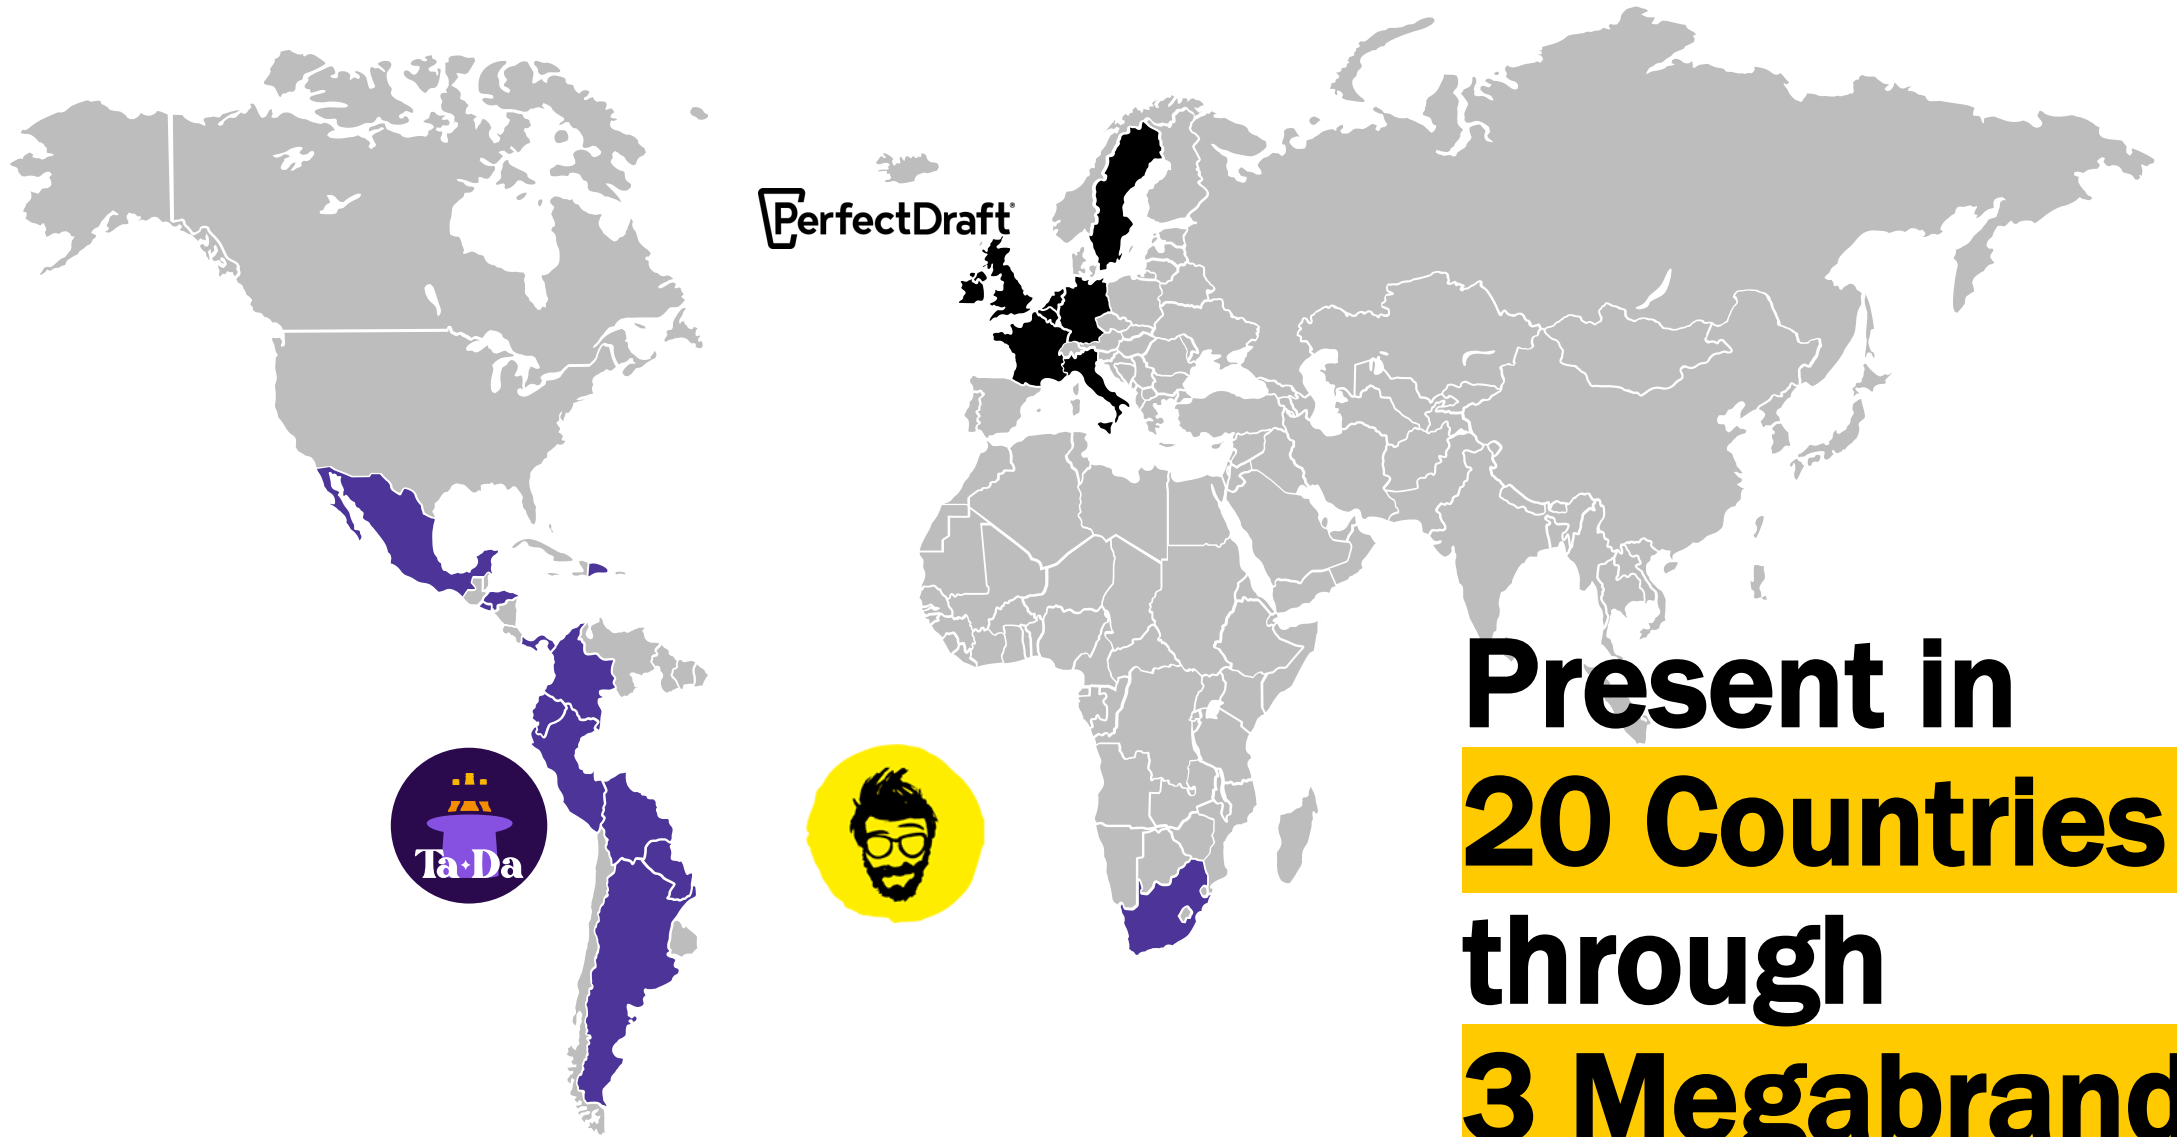 PerfectDraft®
Ta Da
Present in
20 Countries
through
3 Megabrand